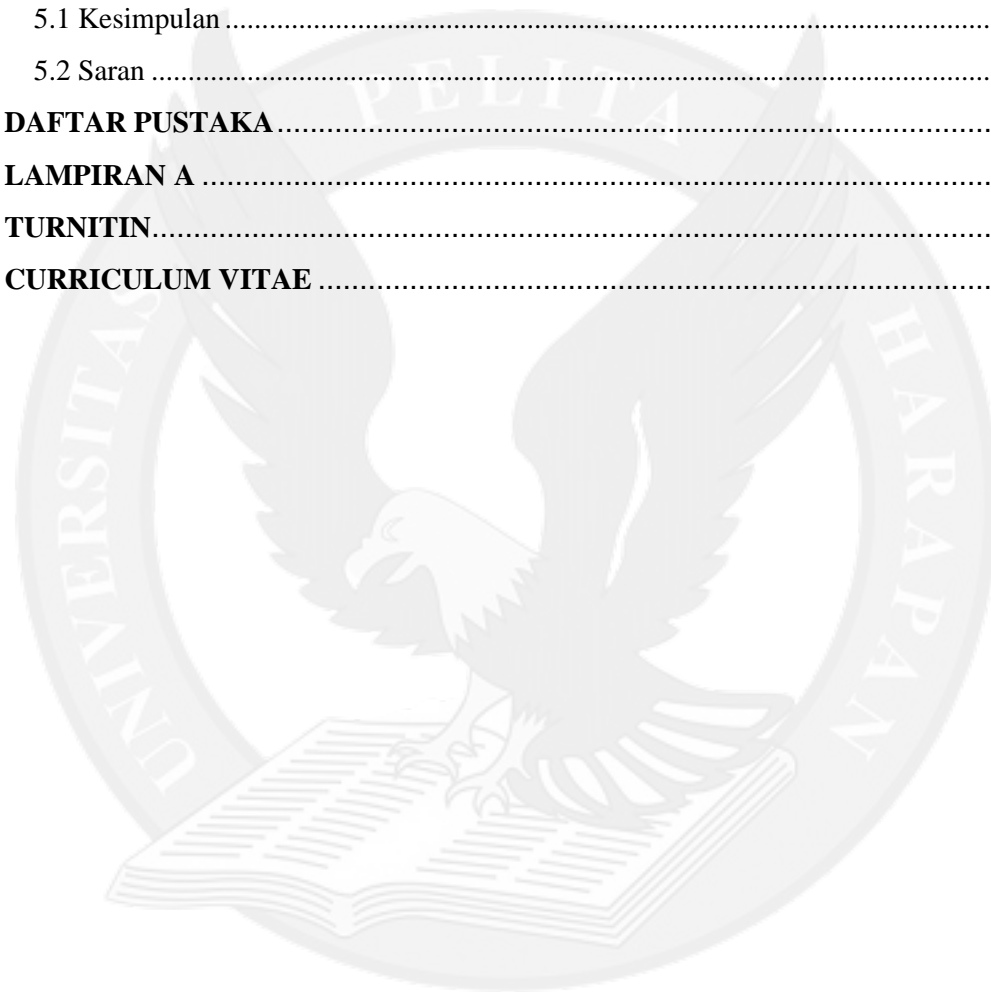 5.1 Kesimpulan ..........................................................................................................
5.2 Saran ....................................................................................................................
DAFTAR PUSTAKA ...................................................................................
LAMPIRAN A .............................................................................................
TURNITIN....................................................................................................
CURRICULUM VITAE ..............................................................................
UNIVERSITAS PELITA HARAPAN